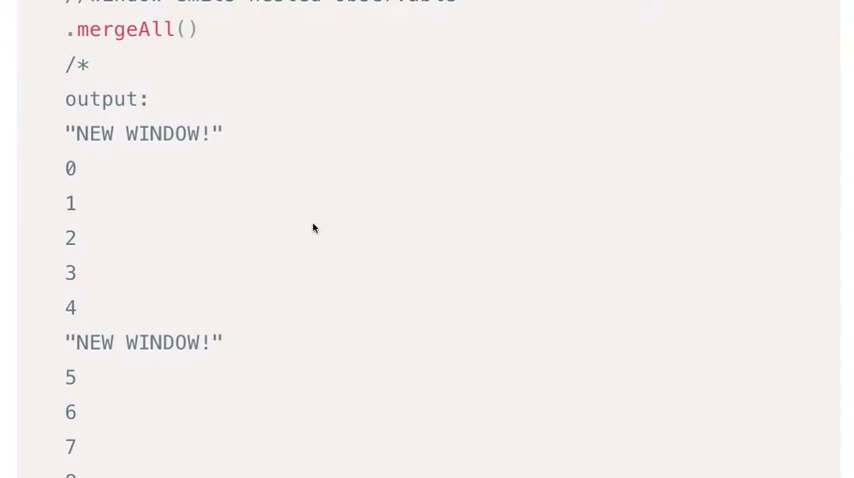 .mergeAll()
/*
output:
"NEW WINDOW!"
0
1
2
3
4
"NEW WINDOW!"
5
6
7